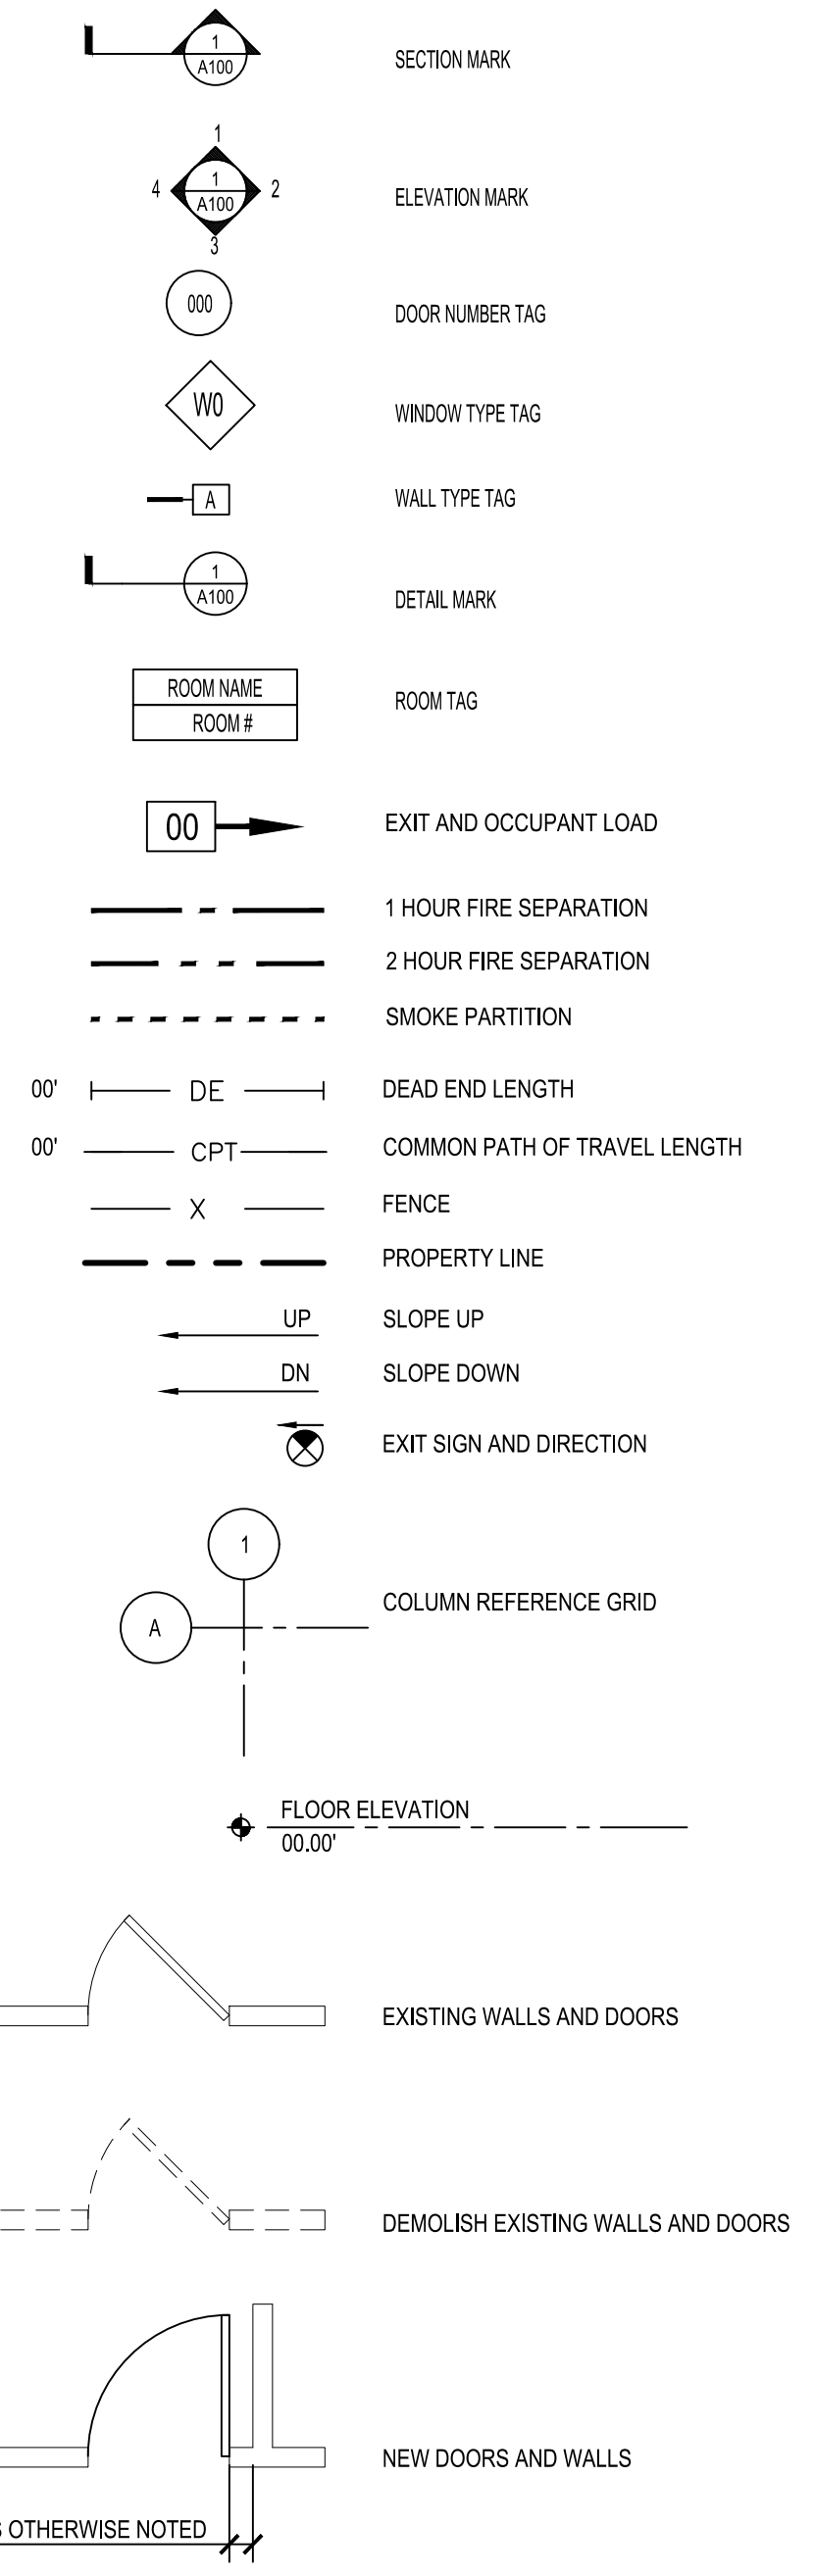 1
A100
SECTION MARK
1
4
1
A100
2
3
ELEVATION MARK
000
DOOR NUMBER TAG
W0
WINDOW TYPE TAG
A
WALL TYPE TAG
1
A100
DETAIL MARK
ROOM NAME
ROOM #
ROOM TAG
00
EXIT AND OCCUPANT LOAD
1 HOUR FIRE SEPARATION
2 HOUR FIRE SEPARATION
SMOKE PARTITION
00' DE DEAD END LENGTH
00' CPT COMMON PATH OF TRAVEL LENGTH
X FENCE
PROPERTY LINE
UP SLOPE UP
DN SLOPE DOWN
EXIT SIGN AND DIRECTION
1
A
COLUMN REFERENCE GRID
FLOOR ELEVATION
00.00'
EXISTING WALLS AND DOORS
DEMOLISH EXISTING WALLS AND DOORS
NEW DOORS AND WALLS
OTHERWISE NOTED